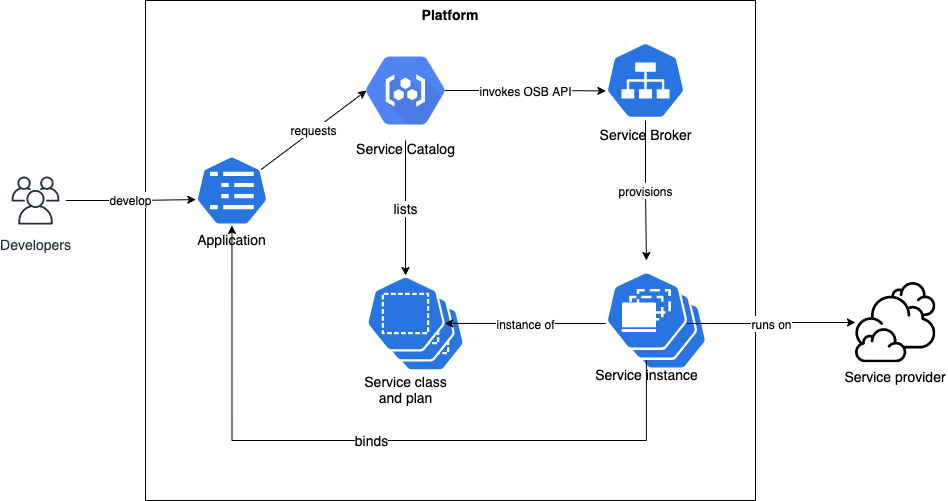 Platform
invokes OSB API
requests
Service Broker
Service Catalog
provisions
develop
lists
Application
Developers
instance of
runs on
Service class
and plan
Service instance
Service provider
binds